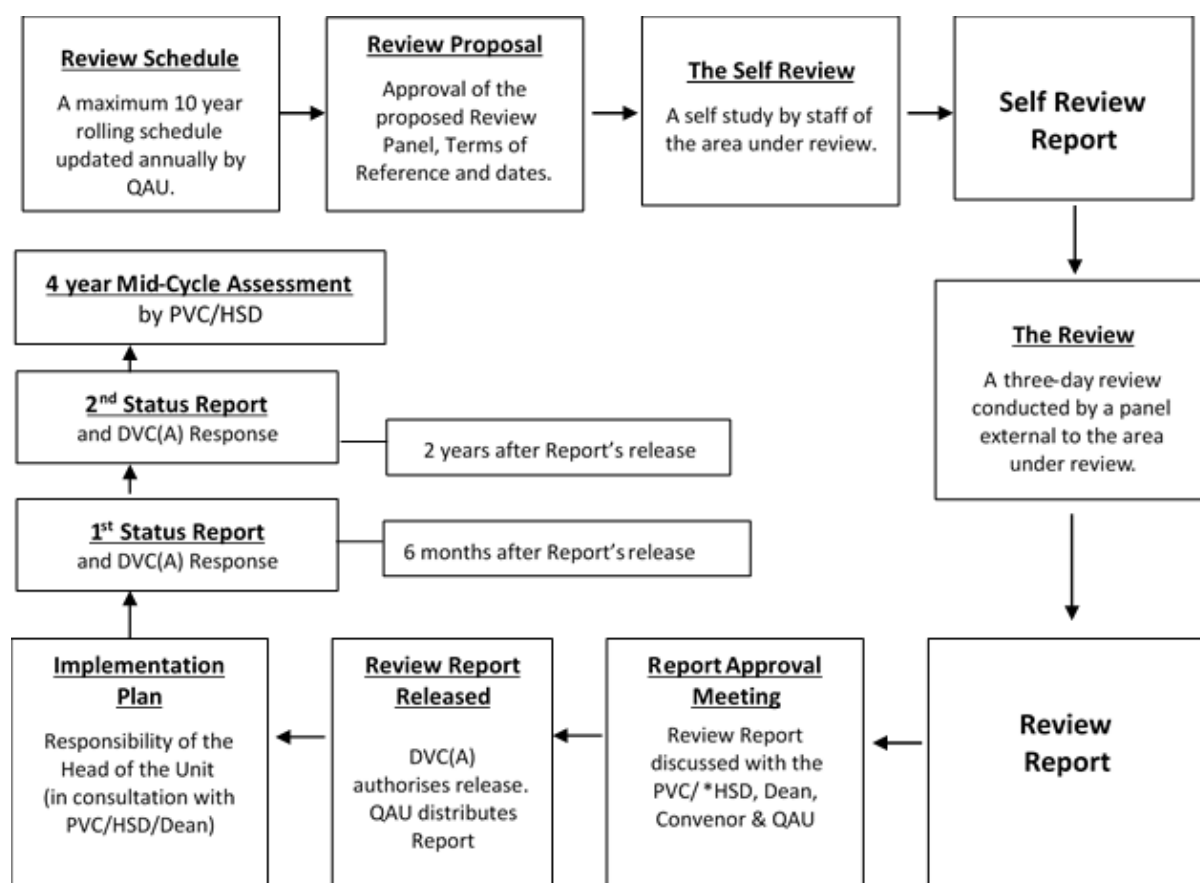 Review Schedule
A maximum 10 year
rolling schedule
updated annually by
QAU.
Review Proposal
Approval of the
proposed Review
Panel, Terms of
Reference and dates.
The Self Review
A self study by staff of
the area under review.
Self Review
Report
The Review
A three-day review
conducted by a panel
external to the area
under review.
Review
Report
Report Approval
Meeting
Review Report
discussed with the
PVC/ *HSD, Dean,
Convenor & QAU
Review Report
Released
DVC(A)
authorises release.
QAU distributes
Report
Implementation
Plan
Responsibility of the
Head of the Unit
(in consultation with
PVC/HSD/Dean)
1st Status Report
and DVC(A) Response
6 months after Report's release
2nd Status Report
and DVC(A) Response
2 years after Report's release
4 year Mid-Cycle Assessment
by PVC/HSD